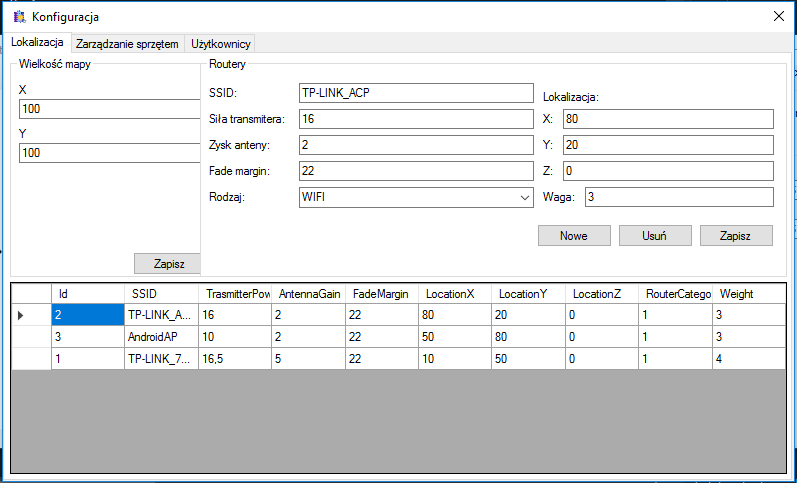 Konfiguracja
Lokalizacja Zarządzanie sprzętem Użytkownicy
Wielkość mapy
X
100
Y
100
Zapisz
Routery
SSID: TP-LINK_ACP
Siła transmitera: 16
Zysk anteny: 2
Fade margin: 22
Rodzaj: WIFI
Lokalizacja:
X: 80
Y: 20
Z: 0
Waga: 3
Nowe Usuń Zapisz
Id SSID TrasmitterPow AntennaGain FadeMargin LocationX LocationY LocationZ RouterCatego Weight
2 TP-LINK_A... 16 2 22 80 20 0 1 3
3 AndroidAP 10 2 22 50 80 0 1 3
1 TP-LINK_7... 16,5 5 22 10 50 0 1 4